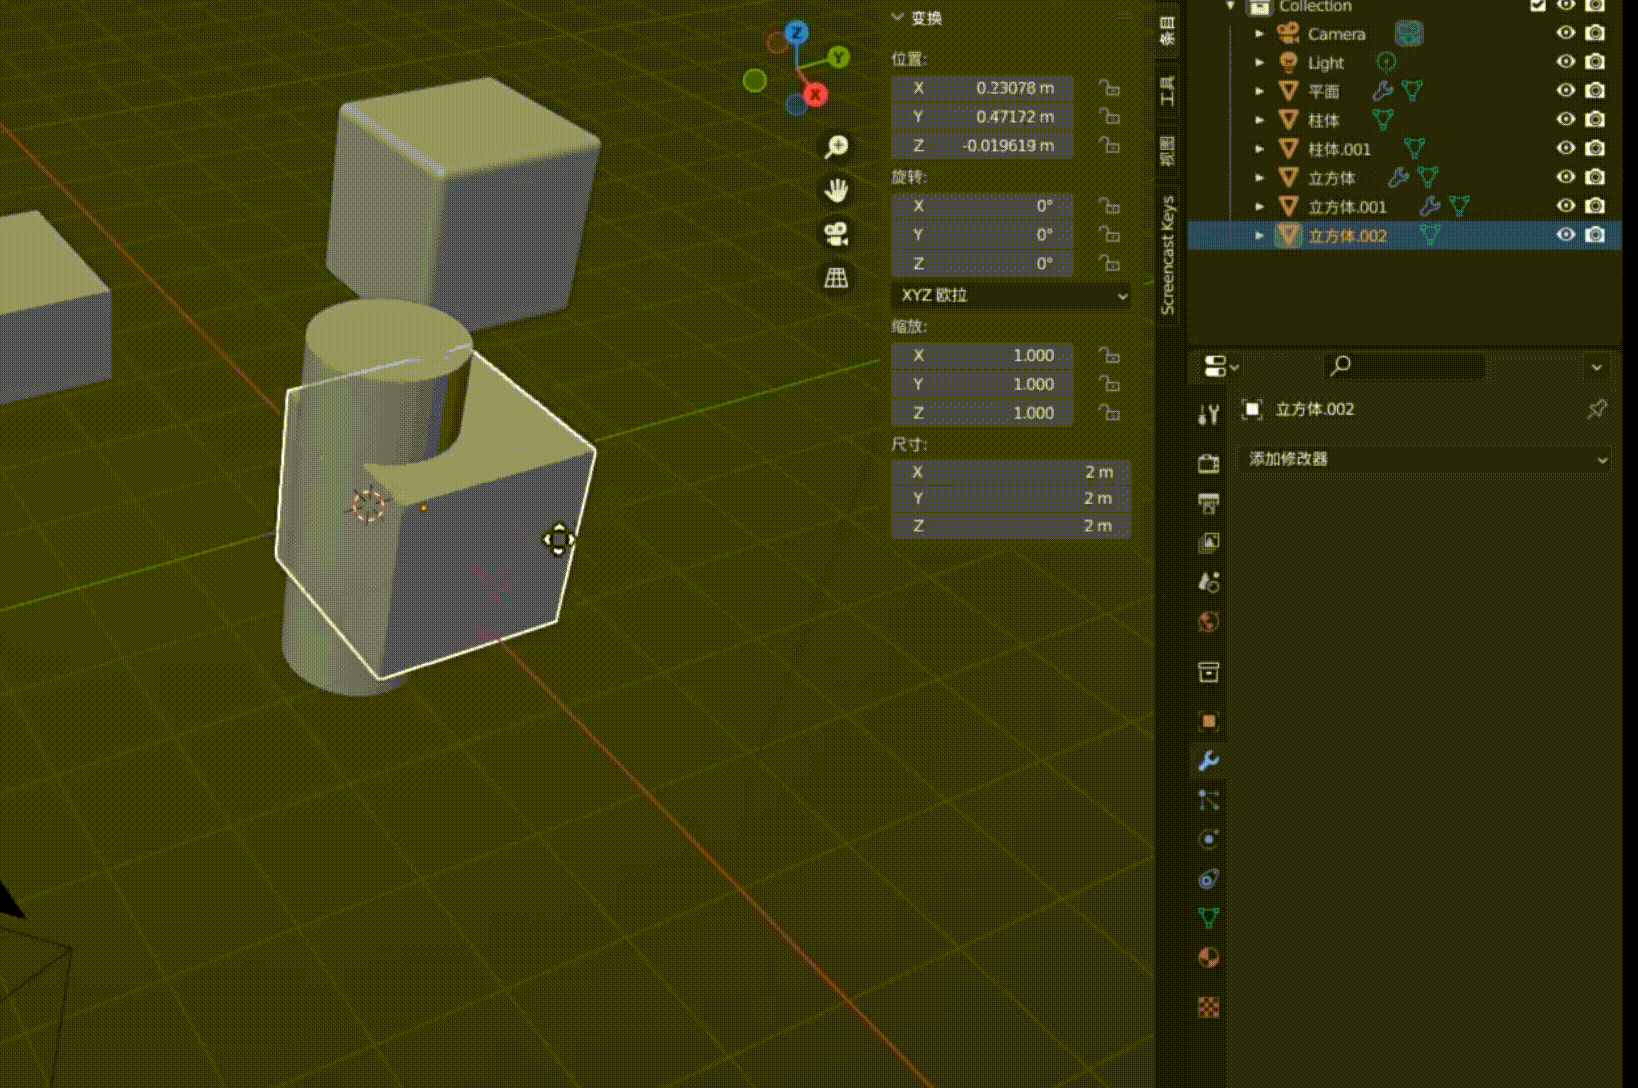 变换
位置:
X 0.23078 m
Y 0.47172 m
Z -0.019619 m
旋转:
X 0°
Y 0°
Z 0°
XYZ 欧拉
缩放:
X 1.000
Y 1.000
Z 1.000
尺寸:
X 2 m
Y 2 m
Z 2 m
Z
Y
X
条目
工具
视图
Screencast Keys
Collection
Camera
Light
平面
柱体
柱体.001
立方体
立方体.001
立方体.002
立方体.002
添加修改器